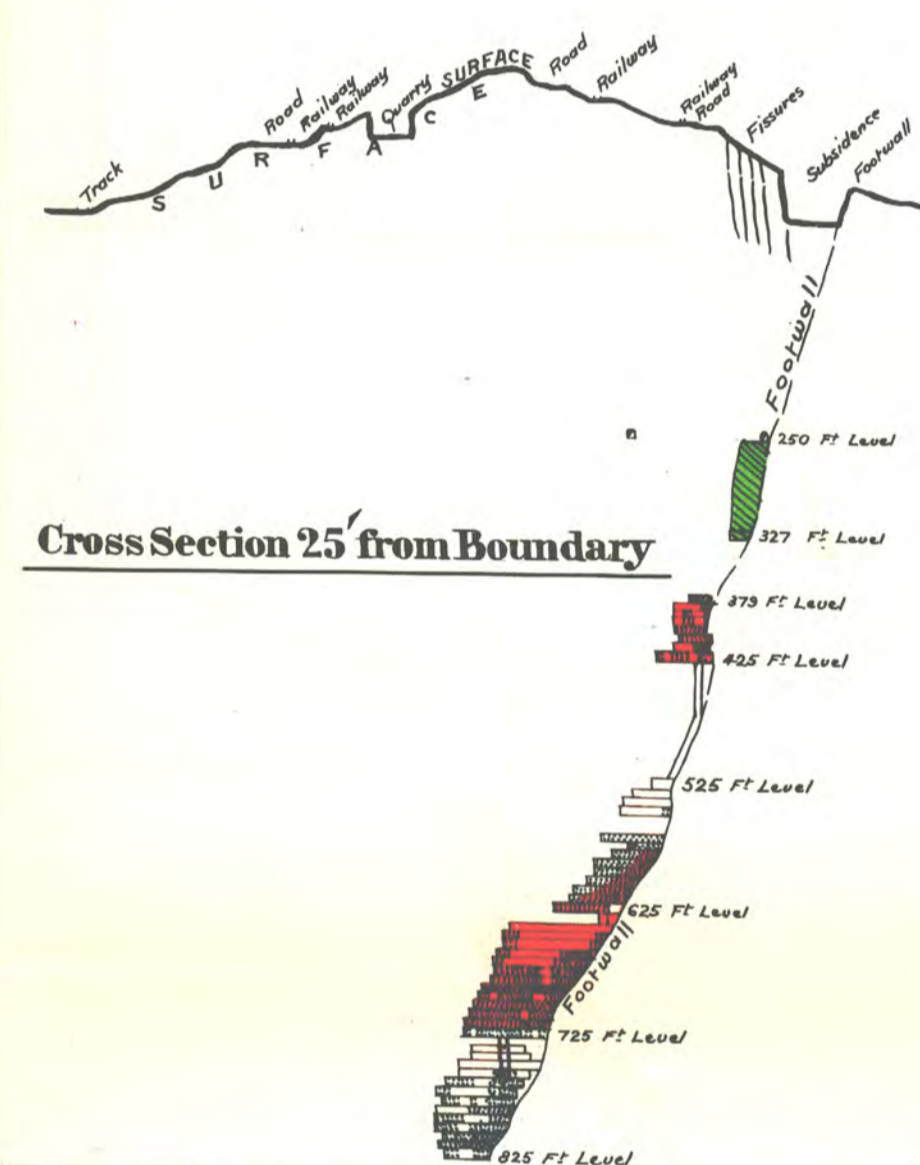 Track
Road
Railway
Railway
Quarry
SURFACE
Road
Railway
Railway
Road
Fissures
Subsidence
Footwall
SURFACE
Footwall
250 Ft Level
327 Ft Level
Cross Section 25' from Boundary
379 Ft Level
425 Ft Level
525 Ft Level
625 Ft Level
Footwall
725 Ft Level
825 Ft Level